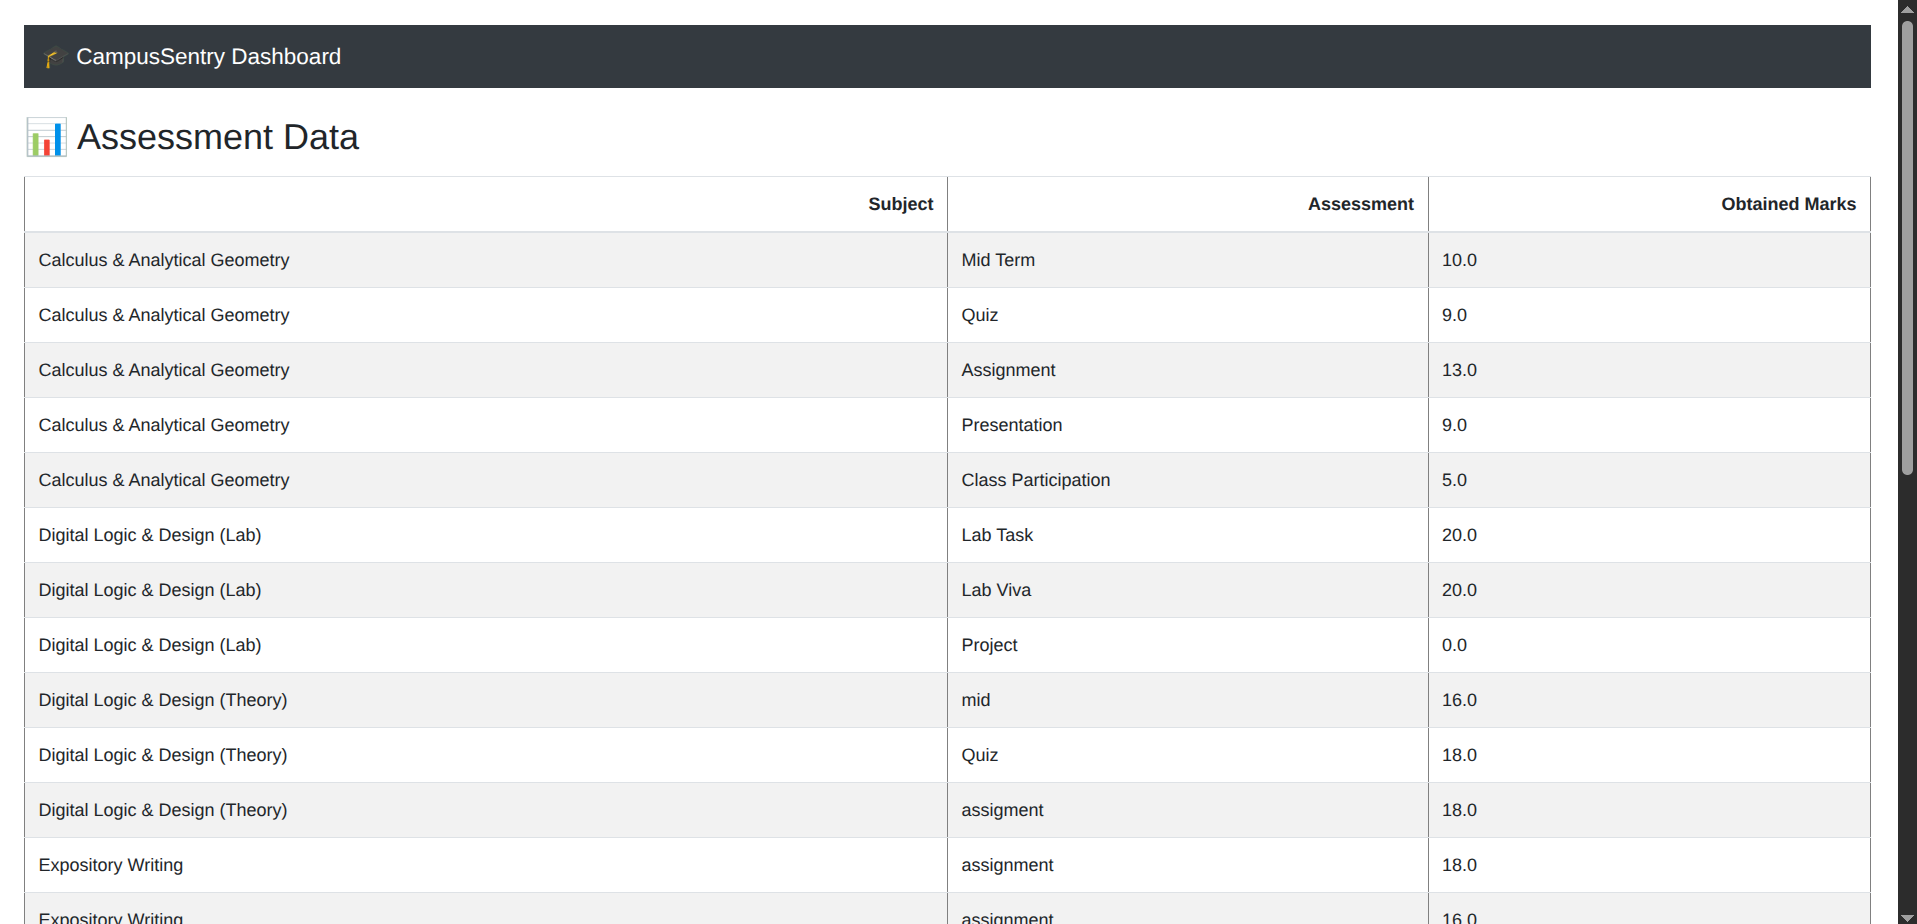 🎓 CampusSentry Dashboard
📊 Assessment Data
Subject Assessment Obtained Marks
Calculus & Analytical Geometry Mid Term 10.0
Calculus & Analytical Geometry Quiz 9.0
Calculus & Analytical Geometry Assignment 13.0
Calculus & Analytical Geometry Presentation 9.0
Calculus & Analytical Geometry Class Participation 5.0
Digital Logic & Design (Lab) Lab Task 20.0
Digital Logic & Design (Lab) Lab Viva 20.0
Digital Logic & Design (Lab) Project 0.0
Digital Logic & Design (Theory) mid 16.0
Digital Logic & Design (Theory) Quiz 18.0
Digital Logic & Design (Theory) assigment 18.0
Expository Writing assignment 18.0
Expository Writing assignment 16.0